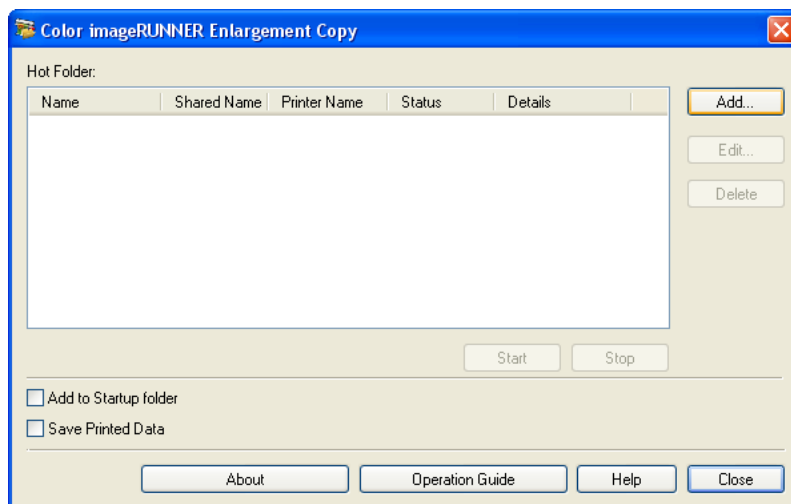 Color imageRUNNER Enlargement Copy
Hot Folder:
Name Shared Name Printer Name Status Details
Add...
Edit...
Delete
Start Stop
Add to Startup folder
Save Printed Data
About Operation Guide Help Close